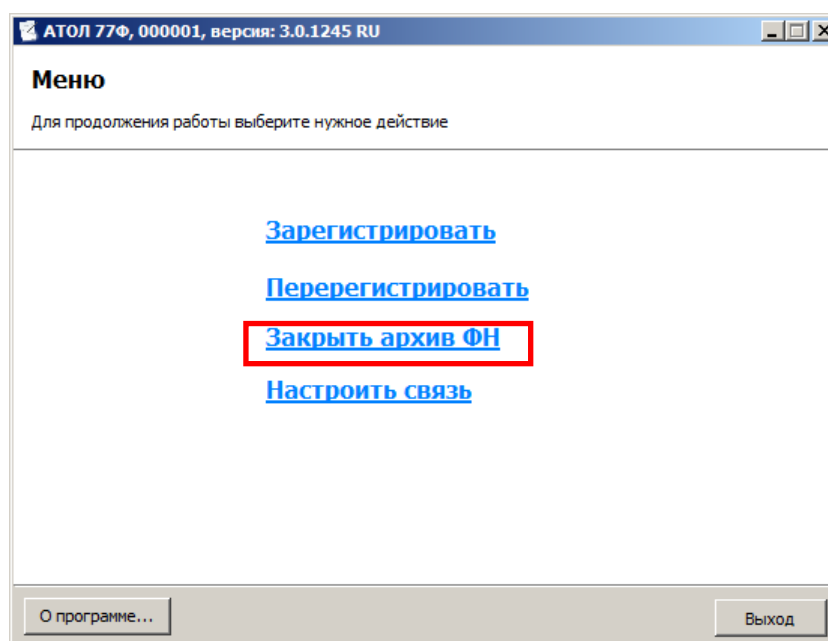 АТОЛ 77Ф, 000001, версия: 3.0.1245 RU
Меню
Для продолжения работы выберите нужное действие
Зарегистрировать
Перерегистрировать
Закрыть архив ФН
Настроить связь
О программе...
Выход